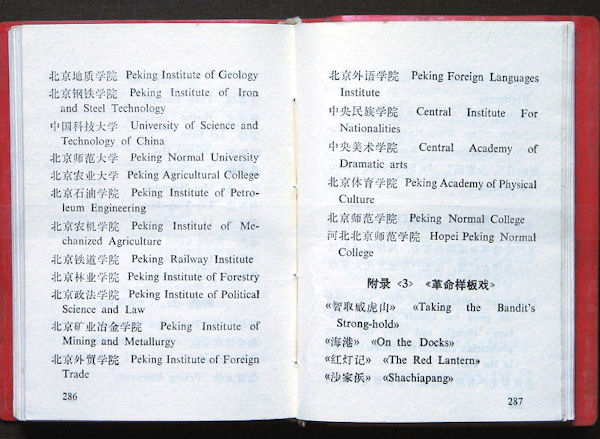 北京地质学院 Peking Institute of Geology
北京钢铁学院 Peking Institute of Iron
and Steel Technology
中国科技大学 University of Science and
Technology of China
北京师范大学 Peking Normal University
北京农业大学 Peking Agricultural College
北京石油学院 Peking Institute of Petro-
leum Engineering
北京农机学院 Peking Institute of Me-
chanized Agriculture
北京铁道学院 Peking Railway Institute
北京林业学院 Peking Institute of Forestry
北京政法学院 Peking Institute of Political
Science and Law
北京矿业冶金学院 Peking Institute of
Mining and Metallurgy
北京外贸学院 Peking Institute of Foreign
Trade
286
北京外语学院 Peking Foreign Languages
Institute
中央民族学院 Central Institute For
Nationalities
中央美术学院 Central Academy of
Dramatic arts
北京体育学院 Peking Academy of Physical
Culture
北京师范学院 Peking Normal College
河北北京师范学院 Hopei Peking Normal
College
附录 <3> 《革命样板戏》
《智取威虎山》 «Taking the Bandit's
Strong-hold»
《海港》 «On the Docks»
《红灯记》 «The Red Lantern»
《沙家浜》 «Shachiapang»
287